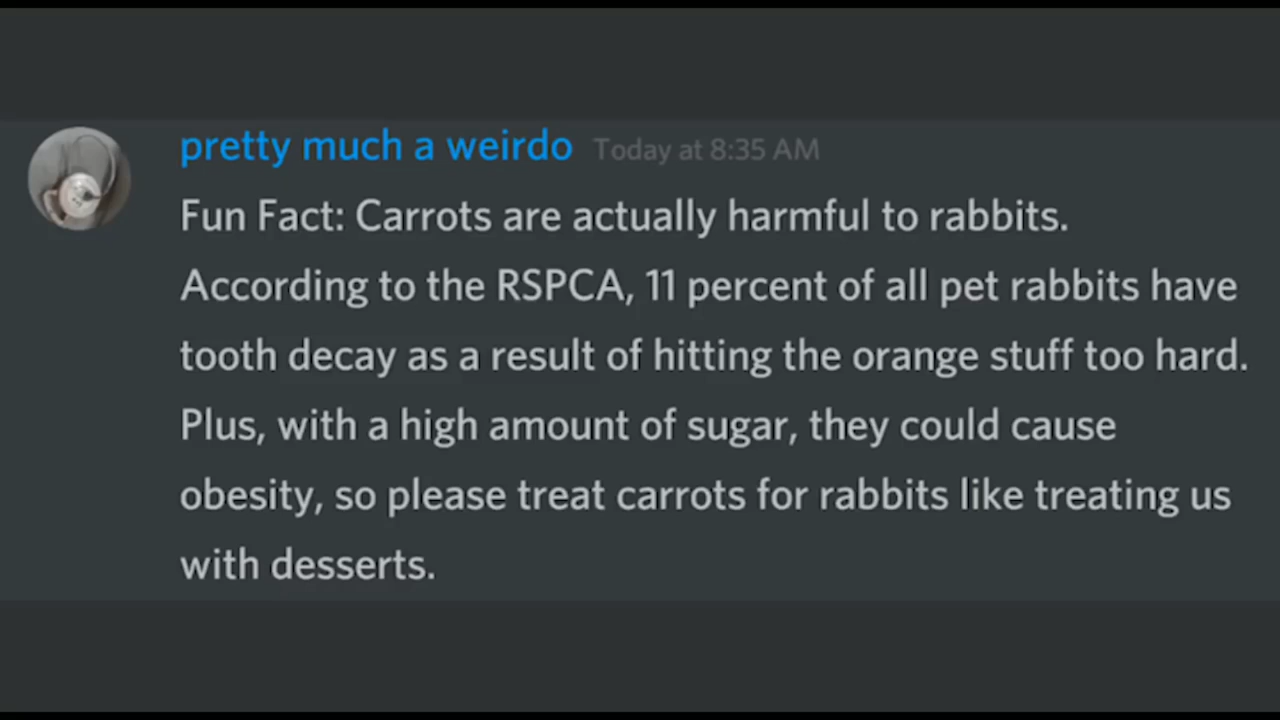 pretty much a weirdo Today at 8:35 AM
Fun Fact: Carrots are actually harmful to rabbits.
According to the RSPCA, 11 percent of all pet rabbits have
tooth decay as a result of hitting the orange stuff too hard.
Plus, with a high amount of sugar, they could cause
obesity, so please treat carrots for rabbits like treating us
with desserts.